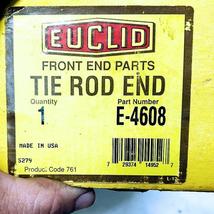 EUCLID
FRONT END PARTS
TIE ROD END
Quantity Part Number
1 E-4608
MADE IN USA
5274
Product Code 761
7 29374 14952 7